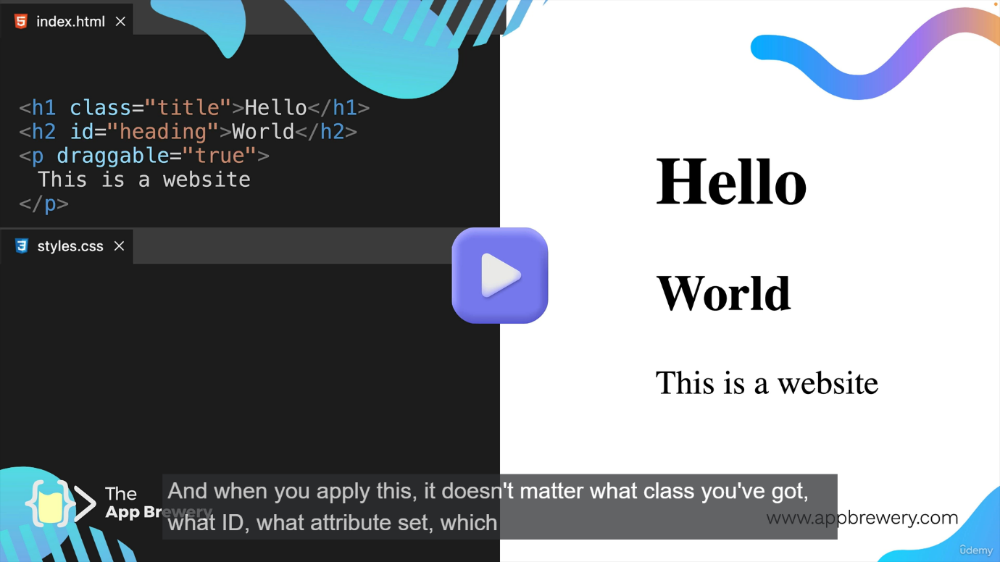 index.html
<h1 class="title">Hello</h1>
<h2 id="heading">World</h2>
<p draggable="true">
This is a website
</p>
styles.css
Hello
World
This is a website
The
App Brewery
And when you apply this, it doesn't matter what class you've got,
what ID, what attribute set, which
www.appbrewery.com
ûdemy